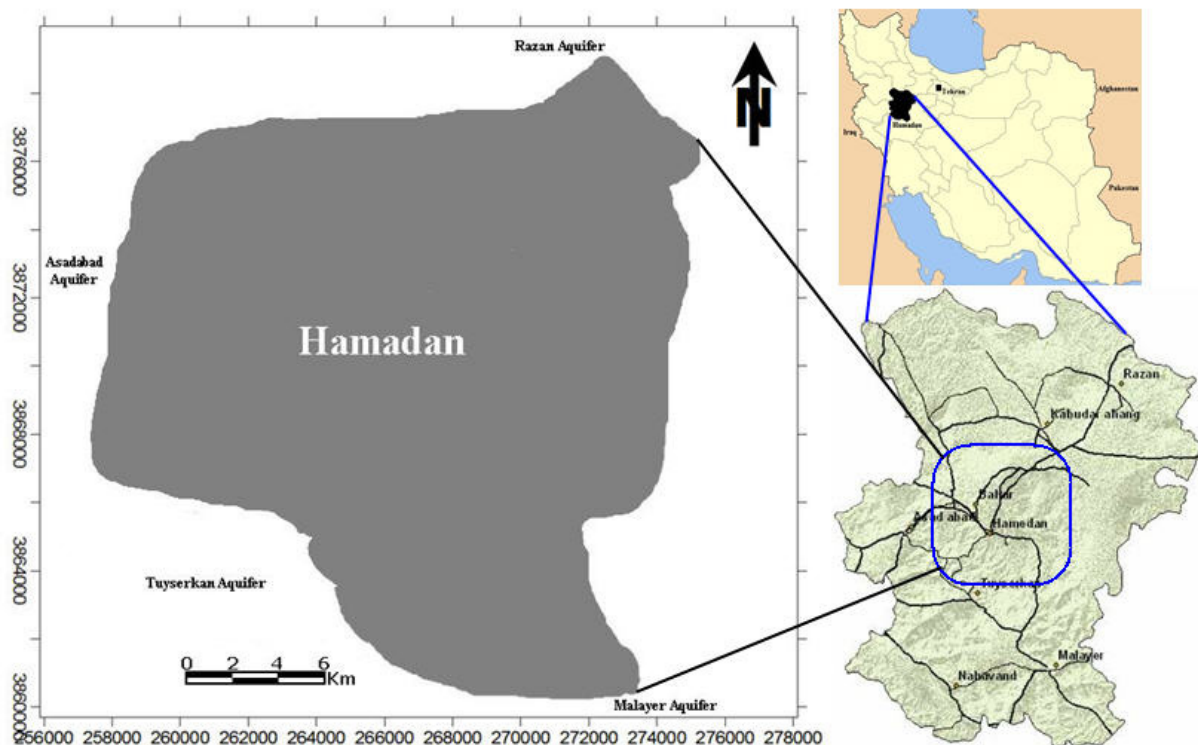 Razan Aquifer
N
3876000
Asadabad
Aquifer
3872000
Hamadan
3868000
3864000
Tuyserkan Aquifer
0 2 4 6
Km
3860000
Malayer Aquifer
256000 258000 260000 262000 264000 266000 268000 270000 272000 274000 276000 278000
Tehran
Afghanestan
Hamadan
Iraq
Pakestan
Razan
Kabudar ahang
Bahar
Asad abad
Hamedan
Tuyserkan
Malayer
Nahavand